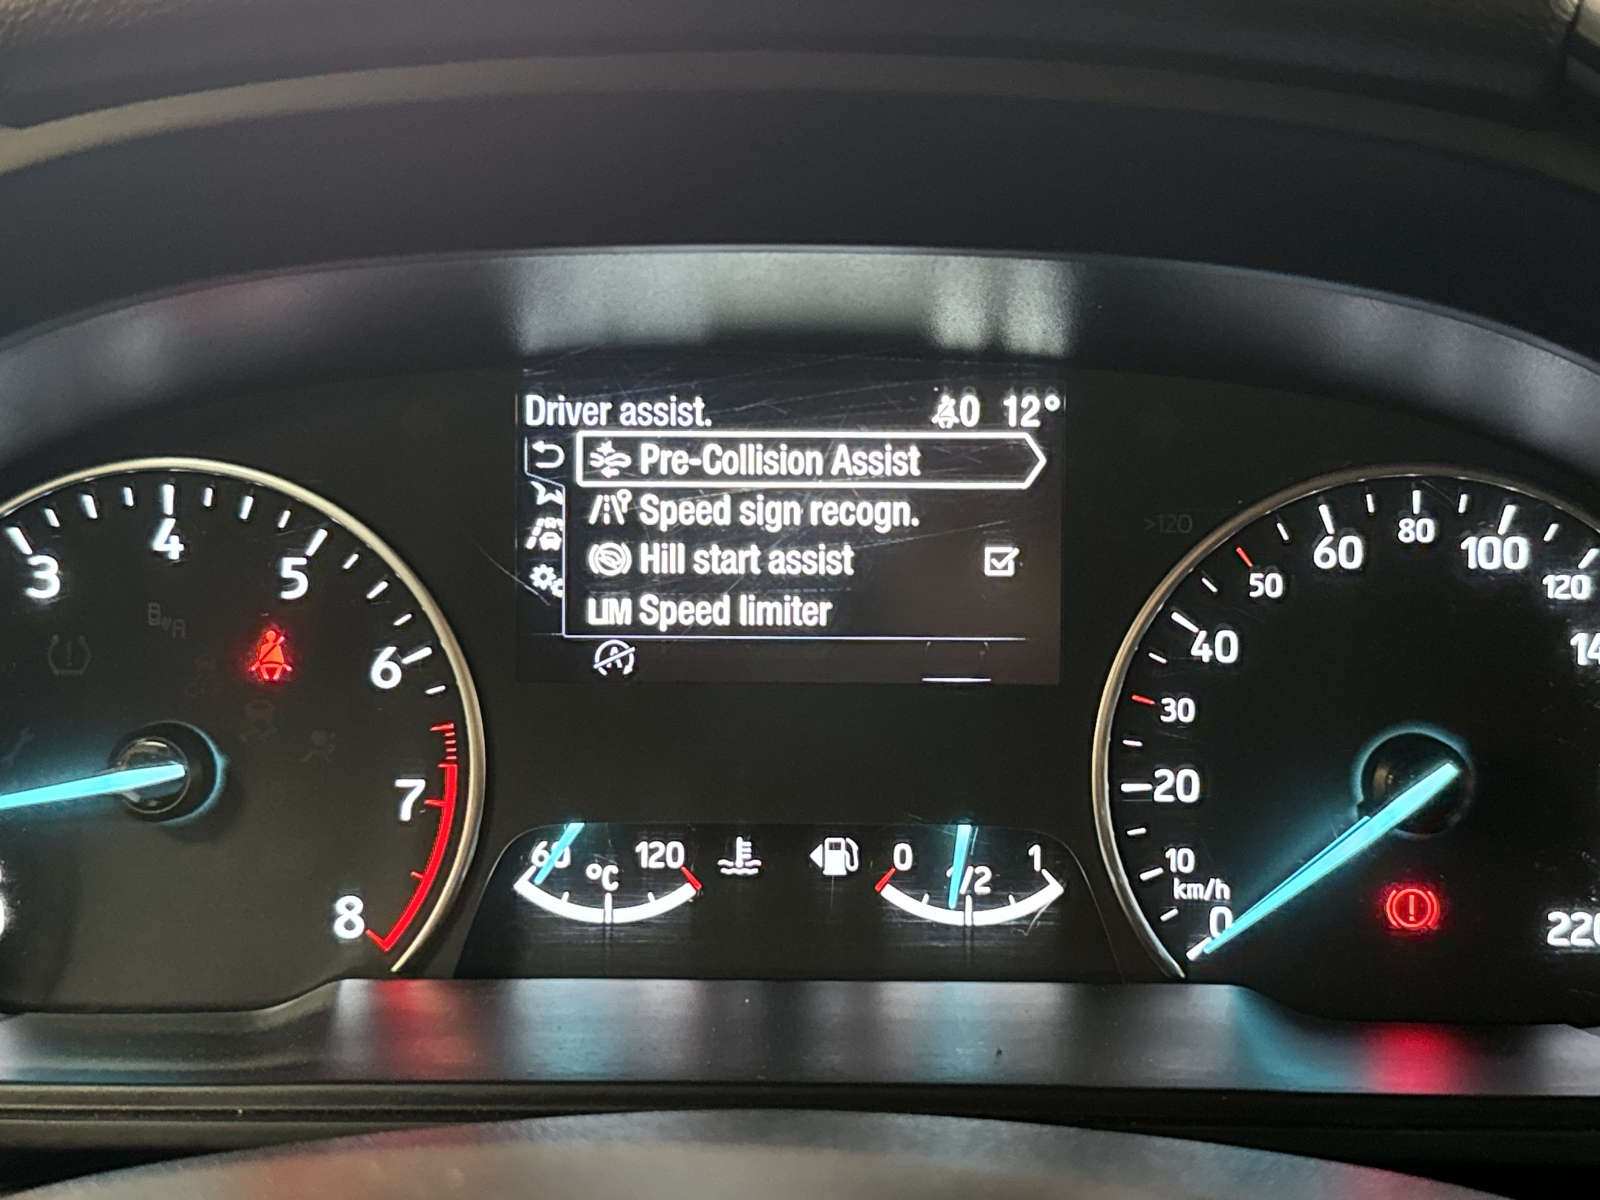 Driver assist. 0 12°
Pre-Collision Assist
Speed sign recogn.
Hill start assist
LIM Speed limiter
3
4
5
6
7
8
60 120
°C
0 1/2 1
>120
0
10
20
30
40
50
60
80
100
120
220
km/h